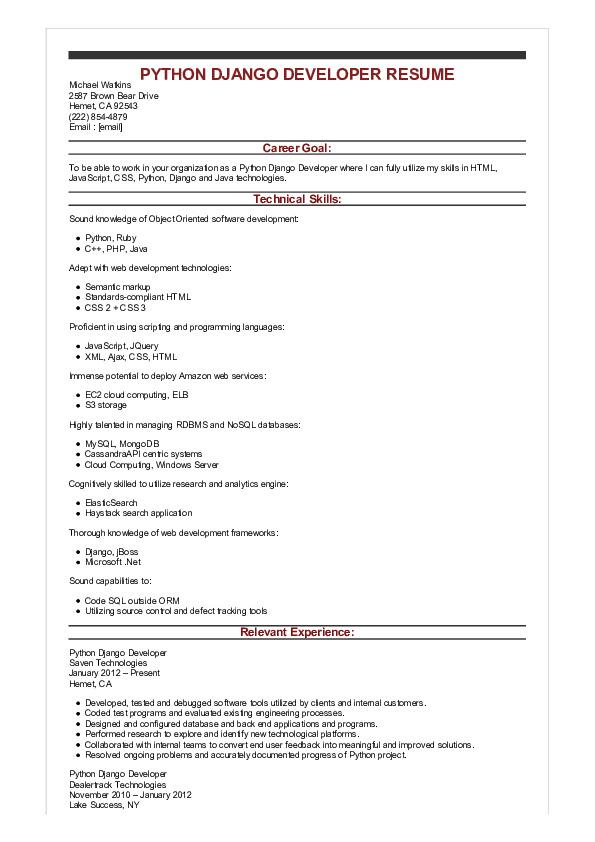 PYTHON DJANGO DEVELOPER RESUME
Michael Watkins
2587 Brown Bear Drive
Hemet, CA 92543
(222) 854-4879
Email : [email]
Career Goal:
To be able to work in your organization as a Python Django Developer where I can fully utilize my skills in HTML,
JavaScript, CSS, Python, Django and Java technologies.
Technical Skills:
Sound knowledge of Object Oriented software development:
● Python, Ruby
● C++, PHP, Java
Adept with web development technologies:
● Semantic markup
● Standards-compliant HTML
● CSS 2 + CSS 3
Proficient in using scripting and programming languages:
● JavaScript, JQuery
● XML, Ajax, CSS, HTML
Immense potential to deploy Amazon web services:
● EC2 cloud computing, ELB
● S3 storage
Highly talented in managing RDBMS and NoSQL databases:
● MySQL, MongoDB
● CassandraAPI centric systems
● Cloud Computing, Windows Server
Cognitively skilled to utilize research and analytics engine:
● ElasticSearch
● Haystack search application
Thorough knowledge of web development frameworks:
● Django, jBoss
● Microsoft .Net
Sound capabilities to:
● Code SQL outside ORM
● Utilizing source control and defect tracking tools
Relevant Experience:
Python Django Developer
Saven Technologies
January 2012 – Present
Hemet, CA
● Developed, tested and debugged software tools utilized by clients and internal customers.
● Coded test programs and evaluated existing engineering processes.
● Designed and configured database and back end applications and programs.
● Performed research to explore and identify new technological platforms.
● Collaborated with internal teams to convert end user feedback into meaningful and improved solutions.
● Resolved ongoing problems and accurately documented progress of Python project.
Python Django Developer
Dealertrack Technologies
November 2010 – January 2012
Lake Success, NY